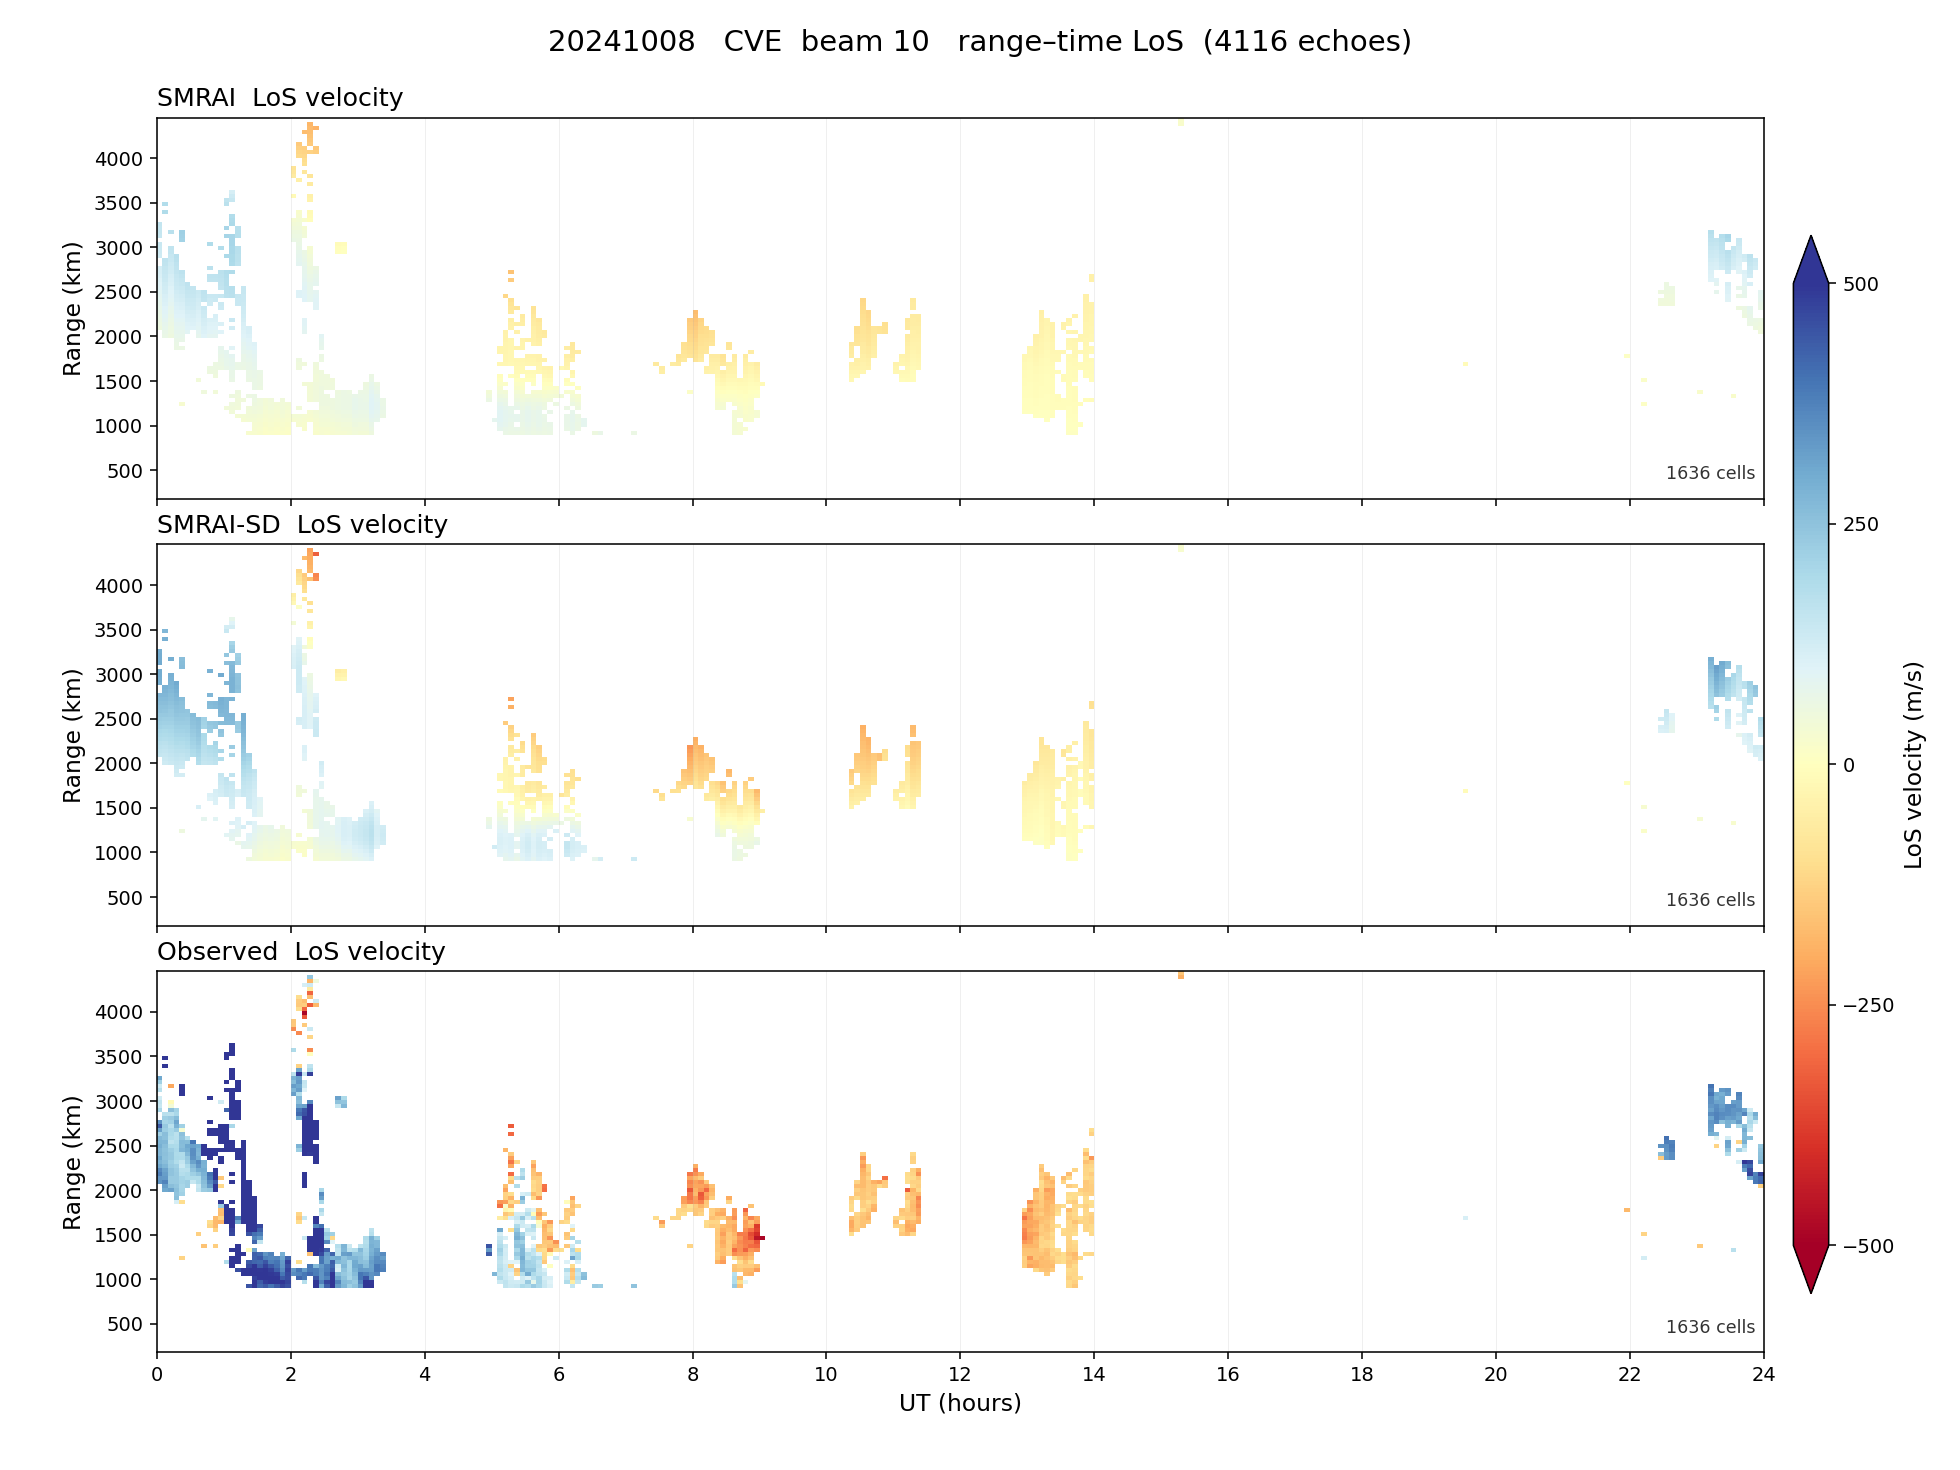 20241008   CVE  beam 10   range–time LoS  (4116 echoes)
SMRAI  LoS velocity
Range (km)
4000
3500
3000
2500
2000
1500
1000
500
1636 cells
SMRAI-SD  LoS velocity
Range (km)
4000
3500
3000
2500
2000
1500
1000
500
1636 cells
Observed  LoS velocity
Range (km)
4000
3500
3000
2500
2000
1500
1000
500
1636 cells
0 2 4 6 8 10 12 14 16 18 20 22 24
UT (hours)
500
250
0
−250
−500
LoS velocity (m/s)